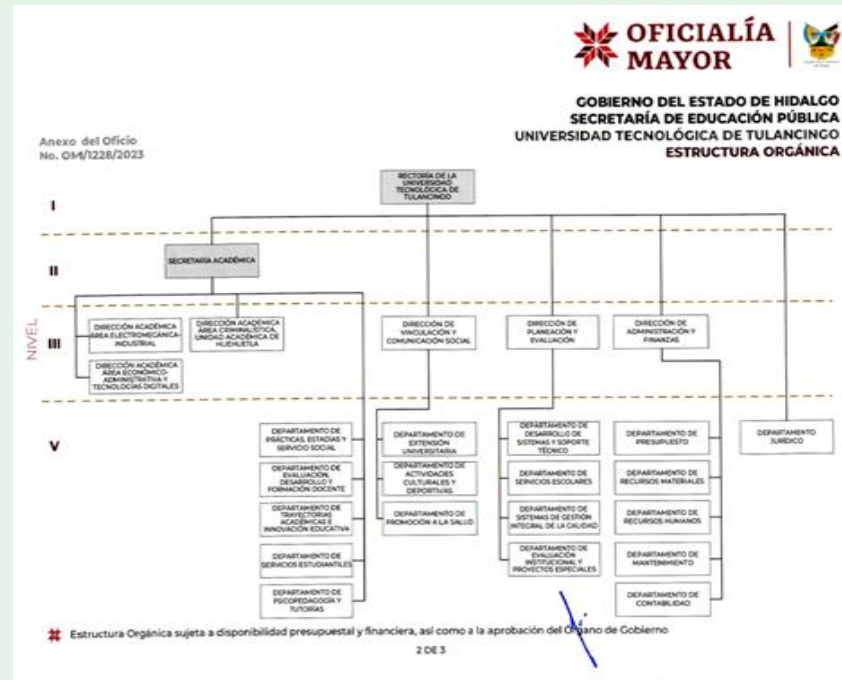 OFICIALÍA
MAYOR
GOBIERNO DEL ESTADO DE HIDALGO
SECRETARÍA DE EDUCACIÓN PÚBLICA
UNIVERSIDAD TECNOLÓGICA DE TULANCINGO
ESTRUCTURA ORGÁNICA
Anexo del Oficio
No. OM/1228/2023
NIVEL
I
RECTORÍA DE LA
UNIVERSIDAD
TECNOLÓGICA DE
TULANCINGO
II
SECRETARÍA ACADÉMICA
III
DIRECCIÓN ACADÉMICA
ÁREA ELECTROMECÁNICA-
INDUSTRIAL
DIRECCIÓN ACADÉMICA
ÁREA ECONÓMICO-
ADMINISTRATIVA Y
TECNOLOGÍAS DIGITALES
DIRECCIÓN ACADÉMICA
ÁREA CRIMINALÍSTICA,
UNIDAD ACADÉMICA DE
HUEHUETLA
DIRECCIÓN DE
VINCULACIÓN Y
COMUNICACIÓN SOCIAL
DIRECCIÓN DE
PLANEACIÓN Y
EVALUACIÓN
DIRECCIÓN DE
ADMINISTRACIÓN Y
FINANZAS
V
DEPARTAMENTO DE
PRÁCTICAS, ESTADÍAS Y
SERVICIO SOCIAL
DEPARTAMENTO DE
EVALUACIÓN,
DESARROLLO Y
FORMACIÓN DOCENTE
DEPARTAMENTO DE
TRAYECTORIAS
ACADÉMICAS E
INNOVACIÓN EDUCATIVA
DEPARTAMENTO DE
SERVICIOS ESTUDIANTILES
DEPARTAMENTO DE
PSICOPEDAGOGÍA Y
TUTORÍAS
DEPARTAMENTO DE
EXTENSIÓN
UNIVERSITARIA
DEPARTAMENTO DE
ACTIVIDADES
CULTURALES Y
DEPORTIVAS
DEPARTAMENTO DE
PROMOCIÓN A LA SALUD
DEPARTAMENTO DE
DESARROLLO DE
SISTEMAS Y SOPORTE
TÉCNICO
DEPARTAMENTO DE
SERVICIOS ESCOLARES
DEPARTAMENTO DE
SISTEMAS DE GESTIÓN
INTEGRAL DE LA CALIDAD
DEPARTAMENTO DE
EVALUACIÓN
INSTITUCIONAL Y
PROYECTOS ESPECIALES
DEPARTAMENTO DE
PRESUPUESTO
DEPARTAMENTO DE
RECURSOS MATERIALES
DEPARTAMENTO DE
RECURSOS HUMANOS
DEPARTAMENTO DE
MANTENIMIENTO
DEPARTAMENTO DE
CONTABILIDAD
DEPARTAMENTO
JURÍDICO
Estructura Orgánica sujeta a disponibilidad presupuestal y financiera, así como a la aprobación del Órgano de Gobierno
2 DE 3